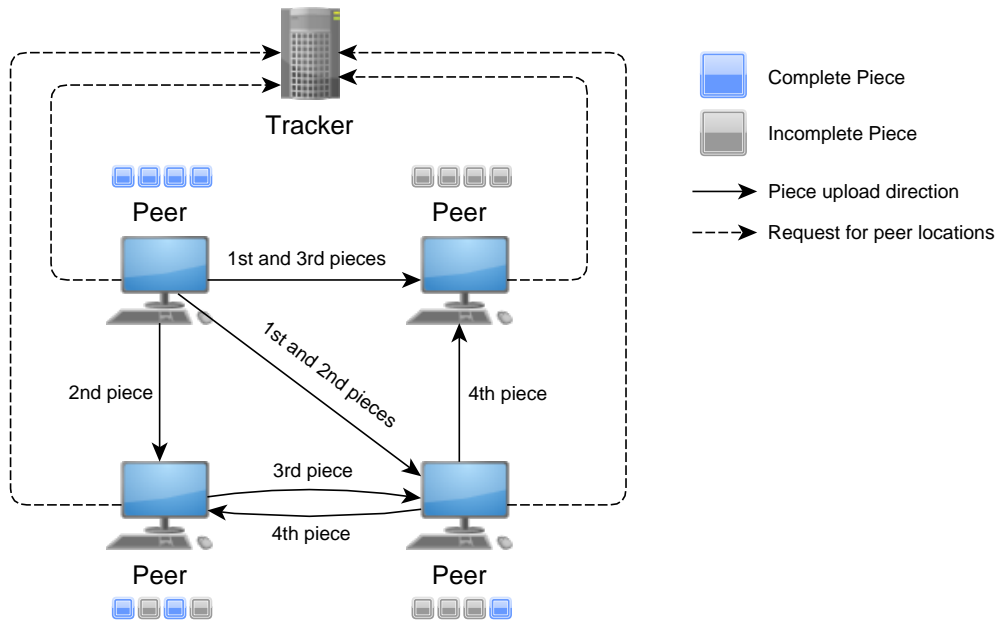 Tracker
Complete Piece
Incomplete Piece
Piece upload direction
Request for peer locations
Peer
Peer
1st and 3rd pieces
1st and 2nd pieces
2nd piece
4th piece
3rd piece
4th piece
Peer
Peer